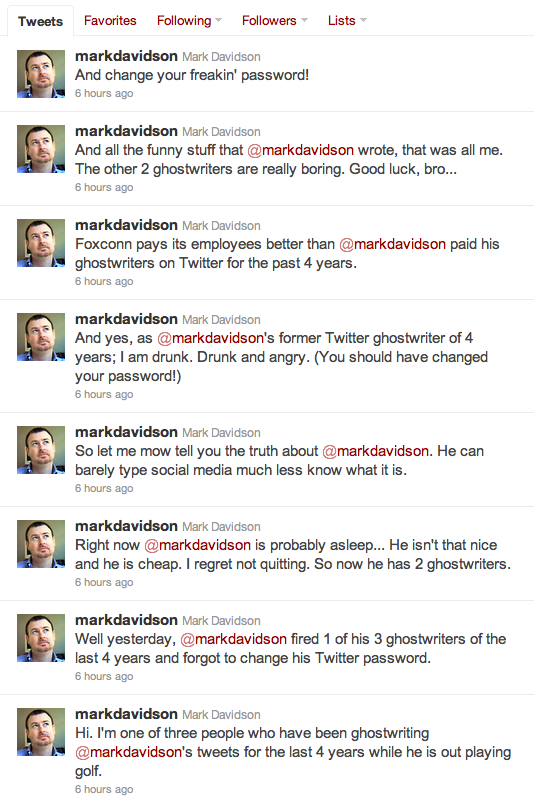 Tweets Favorites Following Followers Lists
markdavidson Mark Davidson
And change your freakin' password!
6 hours ago
markdavidson Mark Davidson
And all the funny stuff that @markdavidson wrote, that was all me.
The other 2 ghostwriters are really boring. Good luck, bro...
6 hours ago
markdavidson Mark Davidson
Foxconn pays its employees better than @markdavidson paid his
ghostwriters on Twitter for the past 4 years.
6 hours ago
markdavidson Mark Davidson
And yes, as @markdavidson's former Twitter ghostwriter of 4
years; I am drunk. Drunk and angry. (You should have changed
your password!)
6 hours ago
markdavidson Mark Davidson
So let me mow tell you the truth about @markdavidson. He can
barely type social media much less know what it is.
6 hours ago
markdavidson Mark Davidson
Right now @markdavidson is probably asleep... He isn't that nice
and he is cheap. I regret not quitting. So now he has 2 ghostwriters.
6 hours ago
markdavidson Mark Davidson
Well yesterday, @markdavidson fired 1 of his 3 ghostwriters of the
last 4 years and forgot to change his Twitter password.
6 hours ago
markdavidson Mark Davidson
Hi. I'm one of three people who have been ghostwriting
@markdavidson's tweets for the last 4 years while he is out playing
golf.
6 hours ago